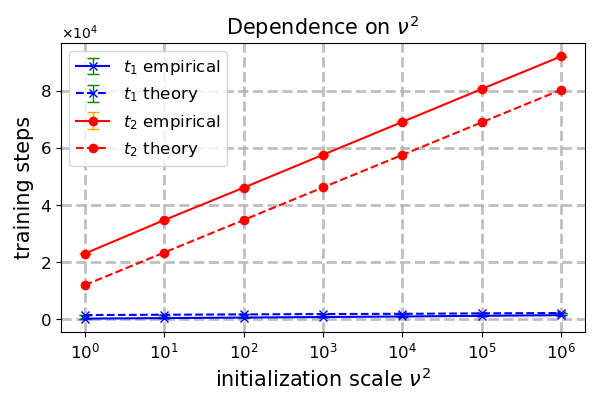 Dependence on ν²
×10⁴
t₁ empirical
t₁ theory
t₂ empirical
t₂ theory
training steps
8
6
4
2
0
10⁰ 10¹ 10² 10³ 10⁴ 10⁵ 10⁶
initialization scale ν²